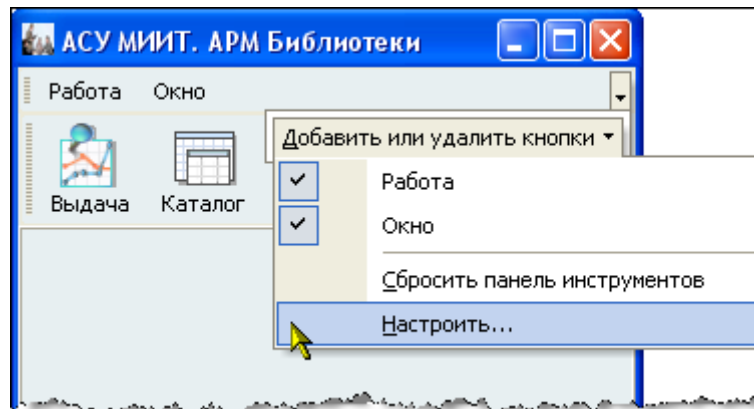 АСУ МИИТ. АРМ Библиотеки
Работа Окно
Добавить или удалить кнопки
Выдача Каталог
Работа
Окно
Сбросить панель инструментов
Настроить...